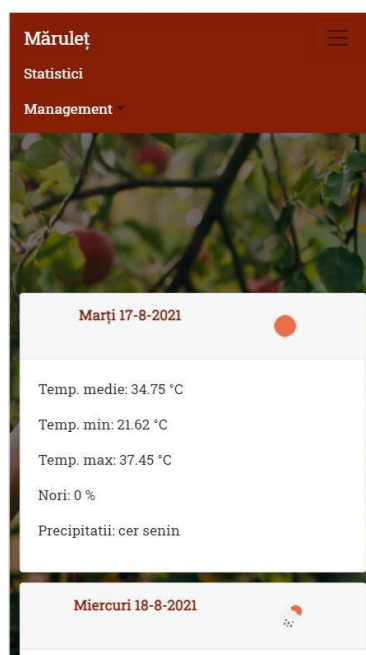 Măruleț
Statistici
Management
Marți 17-8-2021
Temp. medie: 34.75 °C
Temp. min: 21.62 °C
Temp. max: 37.45 °C
Nori: 0 %
Precipitatii: cer senin
Miercuri 18-8-2021